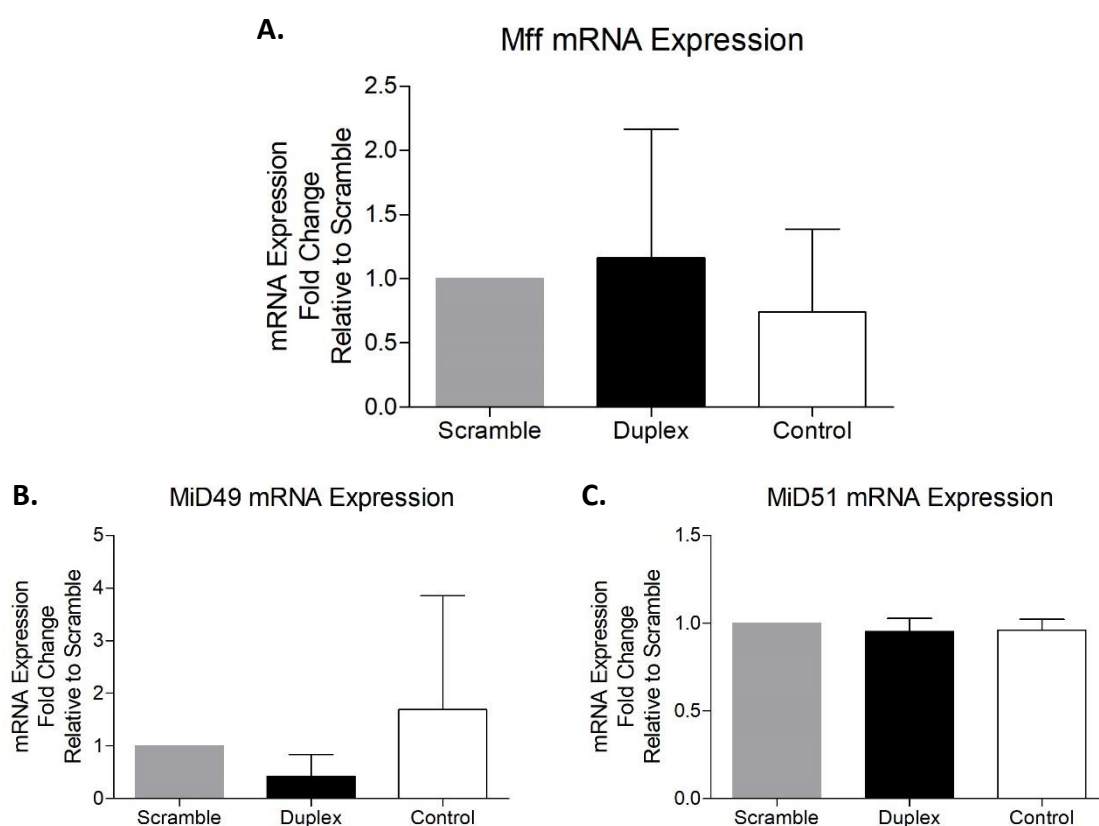 A.
Mff mRNA Expression
mRNA Expression
Fold Change
Relative to Scramble
2.5
2.0
1.5
1.0
0.5
0.0
Scramble Duplex Control
B.
MiD49 mRNA Expression
mRNA Expression
Fold Change
Relative to Scramble
5
4
3
2
1
0
Scramble Duplex Control
C.
MiD51 mRNA Expression
mRNA Expression
Fold Change
Relative to Scramble
1.5
1.0
0.5
0.0
Scramble Duplex Control